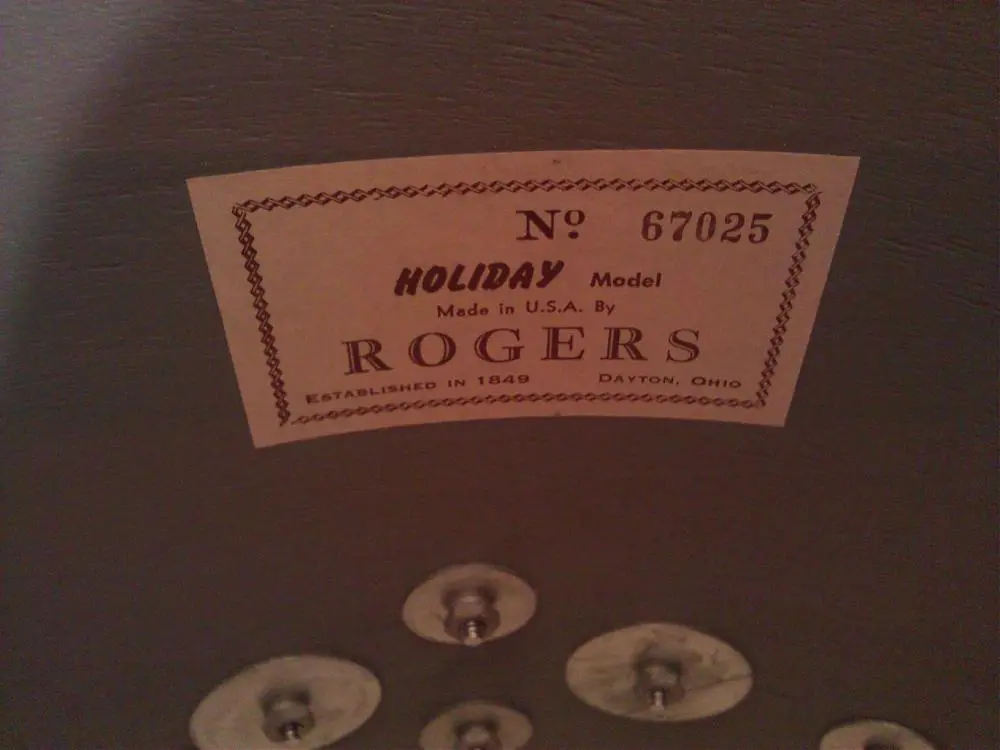 Nº 67025
HOLIDAY Model
Made in U.S.A. By
ROGERS
ESTABLISHED IN 1849 DAYTON, OHIO